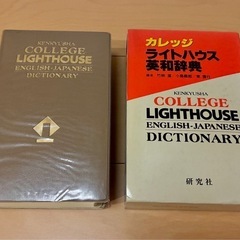 KENKYUSHA
COLLEGE
LIGHTHOUSE
ENGLISH-JAPANESE
DICTIONARY
カレッジ
ライトハウス
英和辞典
KENKYUSHA
COLLEGE
LIGHTHOUSE
ENGLISH-JAPANESE
DICTIONARY
研究社